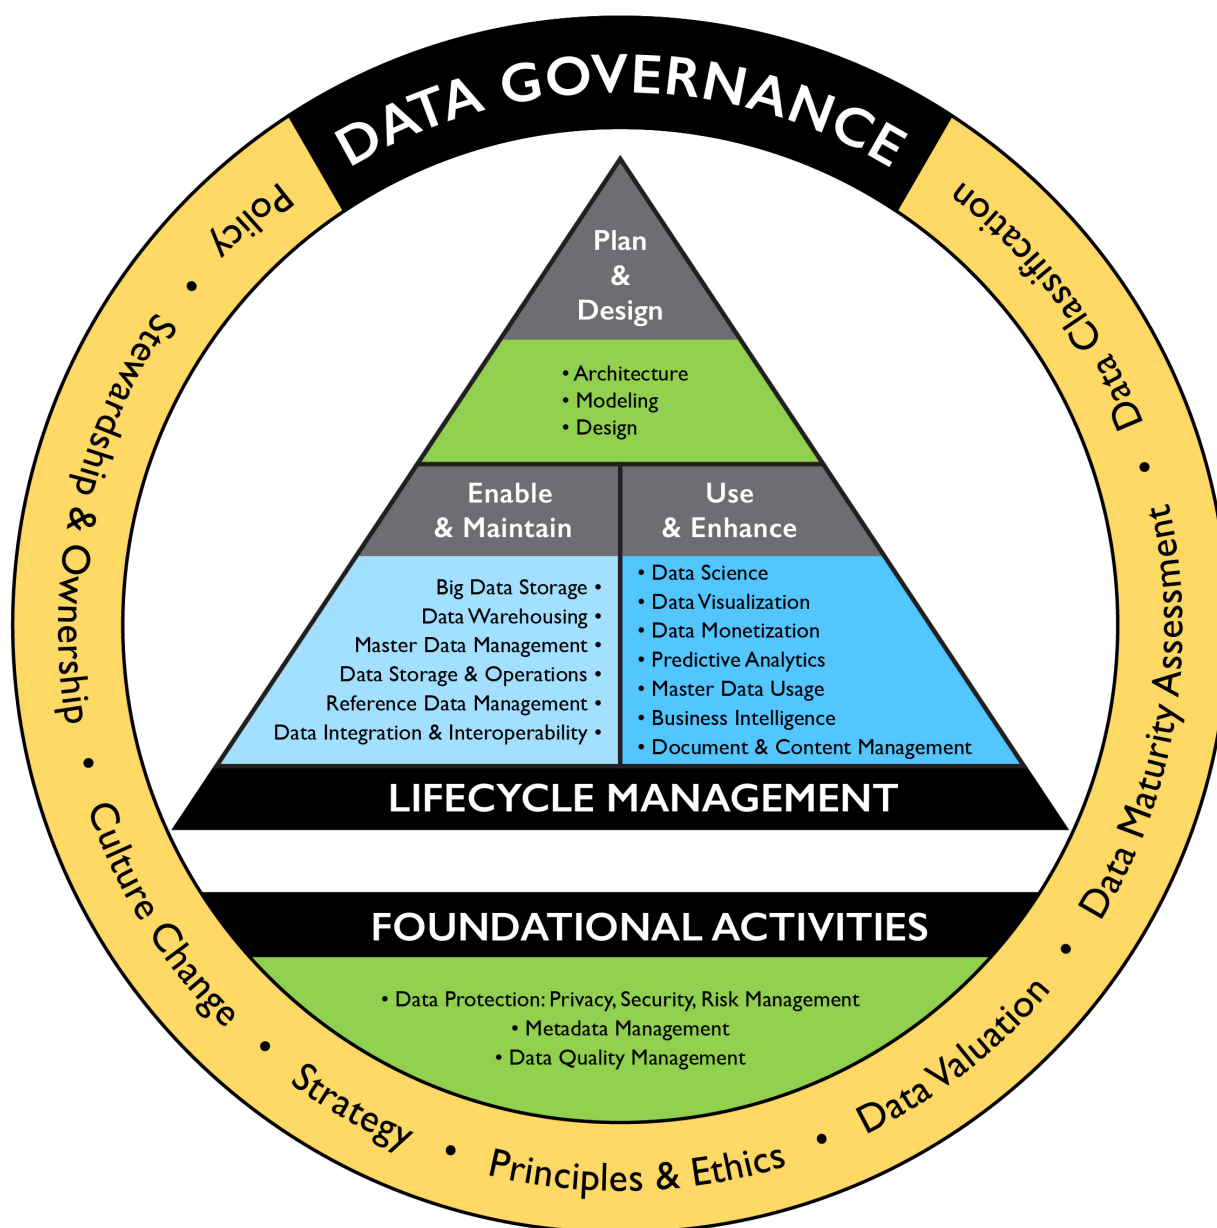 DATA GOVERNANCE
Policy • Stewardship & Ownership • Culture Change • Strategy • Principles & Ethics • Data Valuation • Data Maturity Assessment • Data Classification
Plan
&
Design
• Architecture
• Modeling
• Design
Enable
& Maintain
Big Data Storage •
Data Warehousing •
Master Data Management •
Data Storage & Operations •
Reference Data Management •
Data Integration & Interoperability •
Use
& Enhance
• Data Science
• Data Visualization
• Data Monetization
• Predictive Analytics
• Master Data Usage
• Business Intelligence
• Document & Content Management
LIFECYCLE MANAGEMENT
FOUNDATIONAL ACTIVITIES
• Data Protection: Privacy, Security, Risk Management
• Metadata Management
• Data Quality Management